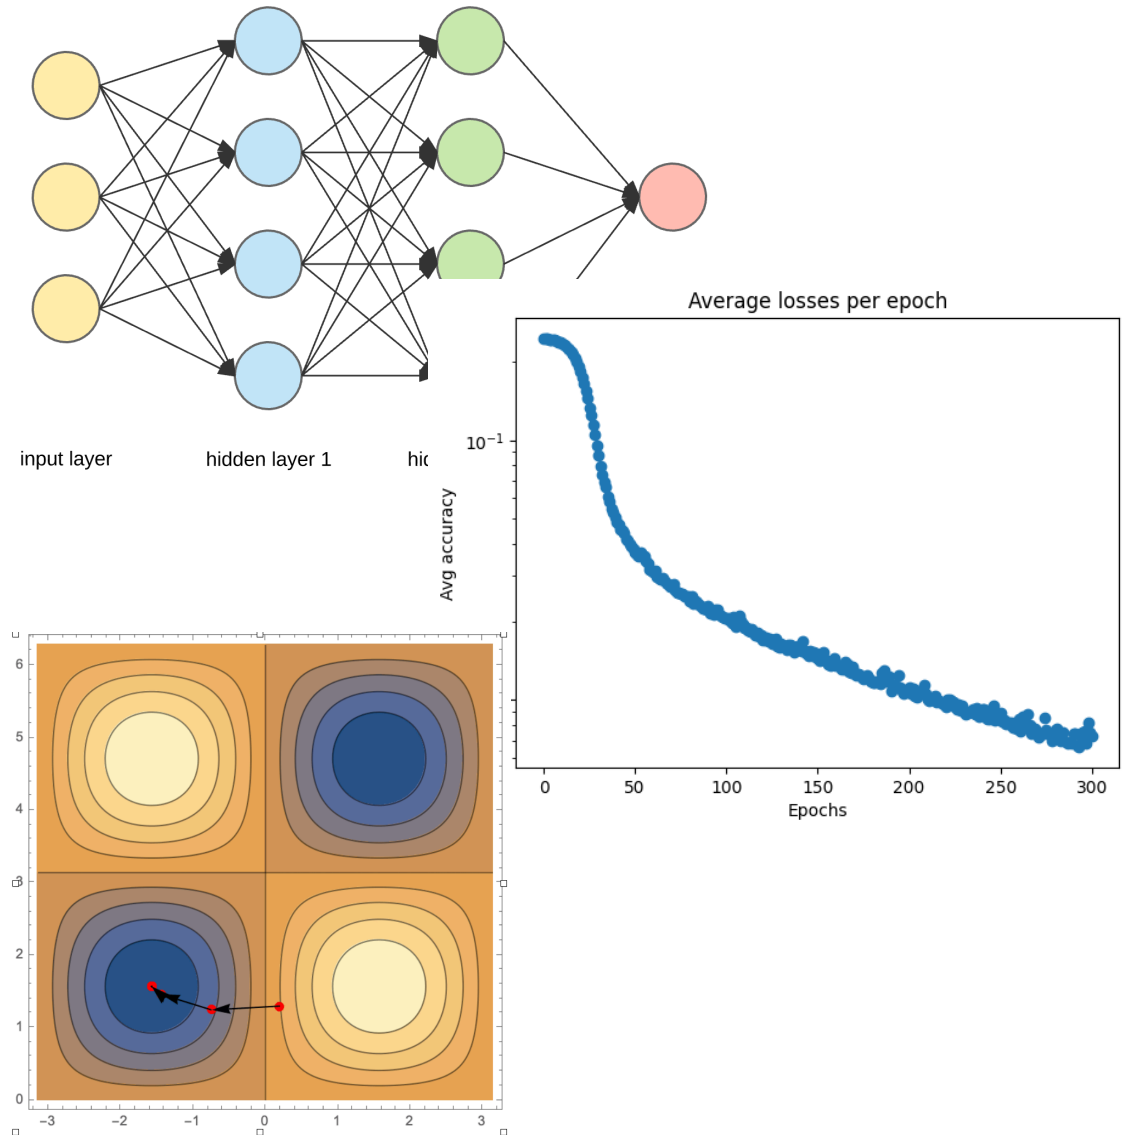 input layer
hidden layer 1
hid
Average losses per epoch
10⁻¹
Avg accuracy
0 50 100 150 200 250 300
Epochs
6
5
4
3
2
1
0
−3 −2 −1 0 1 2 3